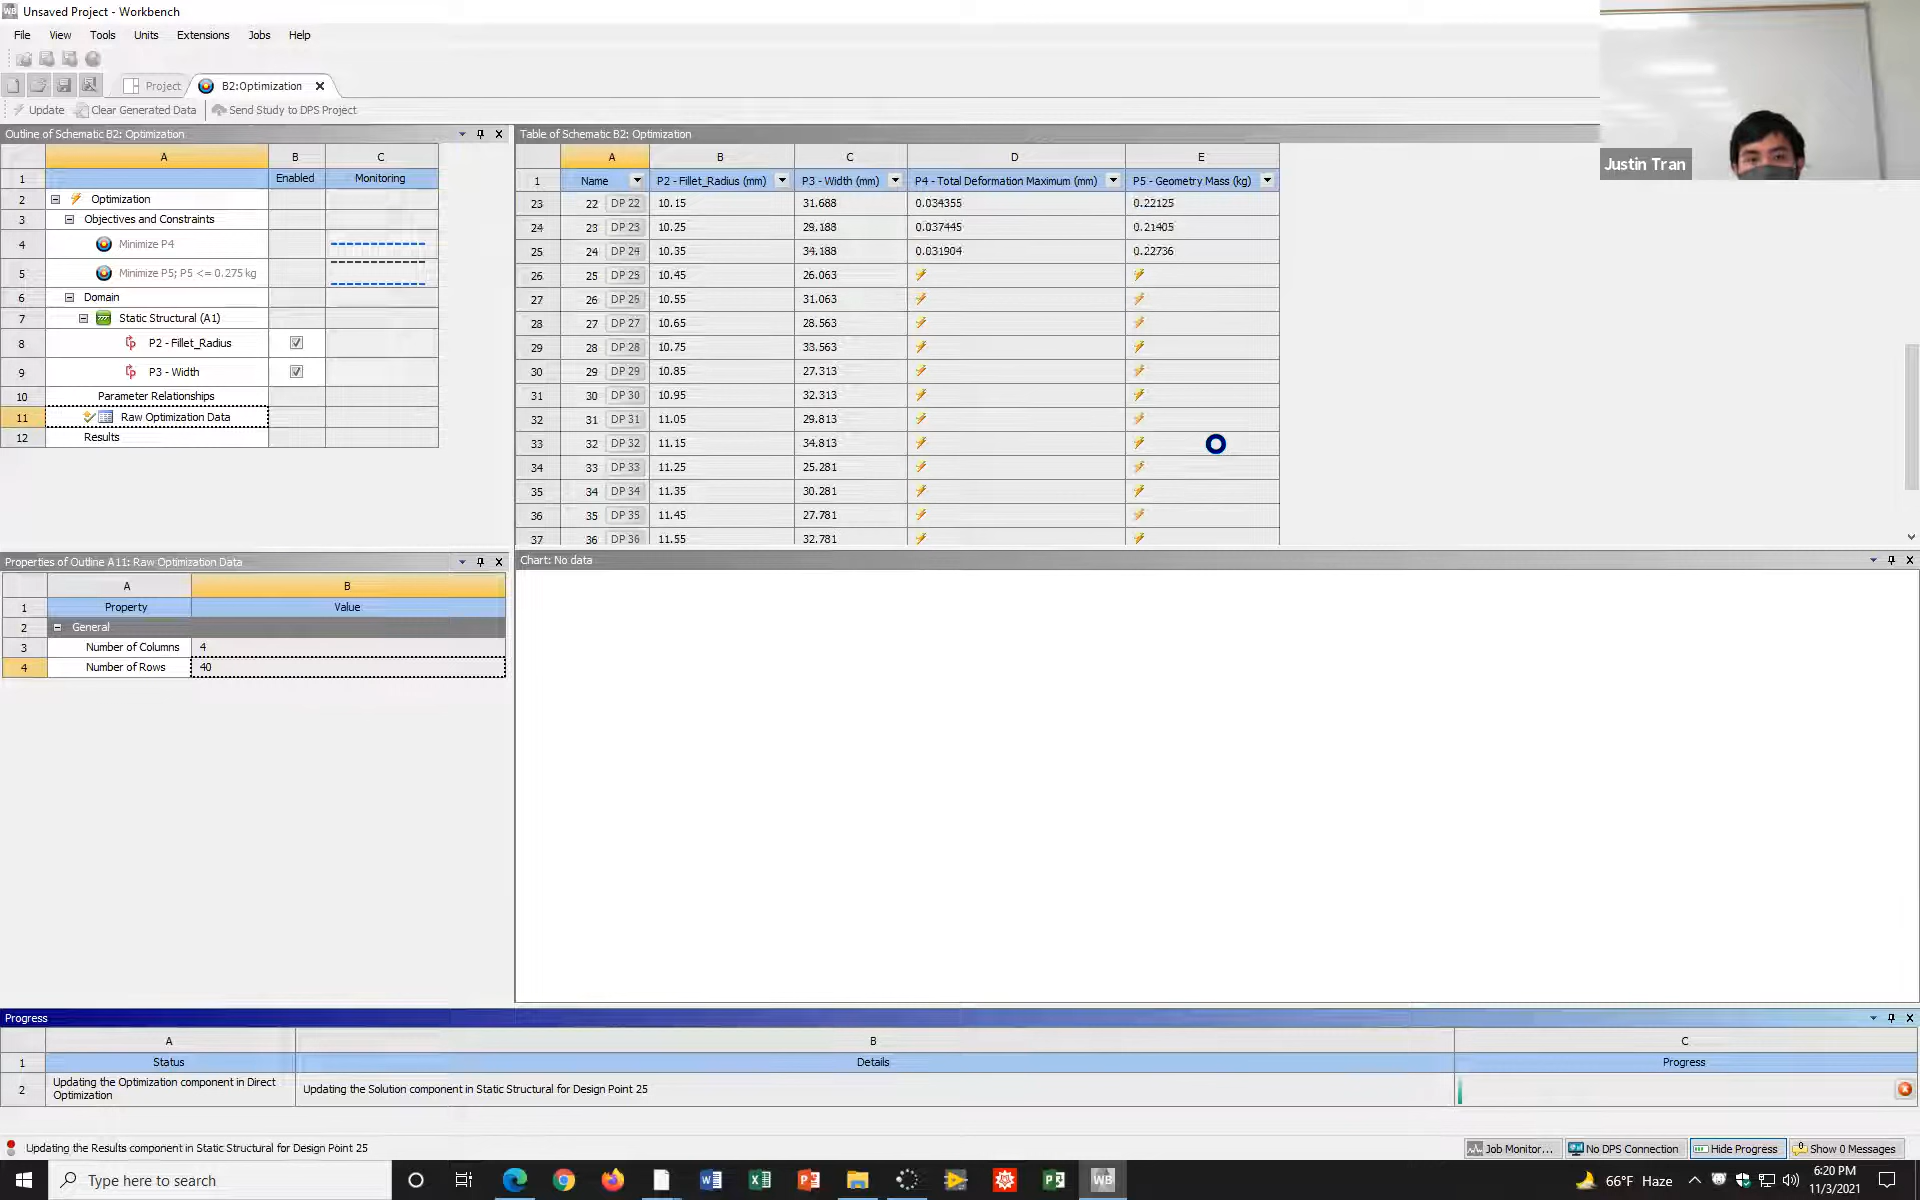 Unsaved Project - Workbench
File View Tools Units Extensions Jobs Help
Project B2:Optimization
Update Clear Generated Data Send Study to DPS Project
Outline of Schematic B2: Optimization
A B C
1 Enabled Monitoring
2 Optimization
3 Objectives and Constraints
4 Minimize P4
5 Minimize P5; P5 <= 0.275 kg
6 Domain
7 Static Structural (A1)
8 P2 - Fillet_Radius
9 P3 - Width
10 Parameter Relationships
11 Raw Optimization Data
12 Results
Table of Schematic B2: Optimization
A B C D E
1 Name P2 - Fillet_Radius (mm) P3 - Width (mm) P4 - Total Deformation Maximum (mm) P5 - Geometry Mass (kg)
23 22 DP 22 10.15 31.688 0.034355 0.22125
24 23 DP 23 10.25 29.188 0.037445 0.21405
25 24 DP 24 10.35 34.188 0.031904 0.22736
26 25 DP 25 10.45 26.063
27 26 DP 26 10.55 31.063
28 27 DP 27 10.65 28.563
29 28 DP 28 10.75 33.563
30 29 DP 29 10.85 27.313
31 30 DP 30 10.95 32.313
32 31 DP 31 11.05 29.813
33 32 DP 32 11.15 34.813
34 33 DP 33 11.25 25.281
35 34 DP 34 11.35 30.281
36 35 DP 35 11.45 27.781
37 36 DP 36 11.55 32.781
Justin Tran
Properties of Outline A11: Raw Optimization Data
A B
1 Property Value
2 General
3 Number of Columns 4
4 Number of Rows 40
Chart: No data
Progress
A B C
1 Status Details Progress
2 Updating the Optimization component in Direct
Optimization
Updating the Solution component in Static Structural for Design Point 25
Updating the Results component in Static Structural for Design Point 25
Job Monitor... No DPS Connection Hide Progress Show 0 Messages
Type here to search
66°F Haze
6:20 PM
11/3/2021